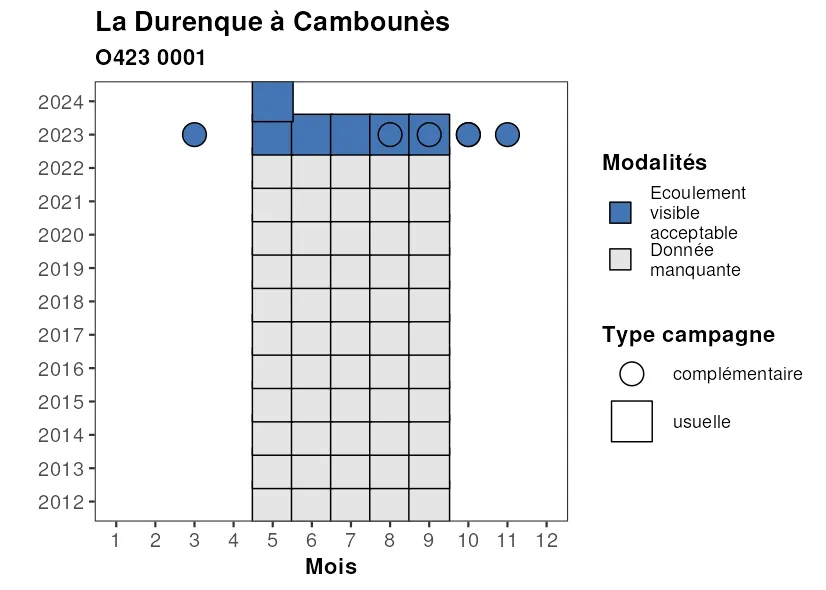 La Durenque à Cambounès
O423 0001
2024
2023
2022
2021
2020
2019
2018
2017
2016
2015
2014
2013
2012
1 2 3 4 5 6 7 8 9 10 11 12
Mois
Modalités
Ecoulement
visible
acceptable
Donnée
manquante
Type campagne
complémentaire
usuelle